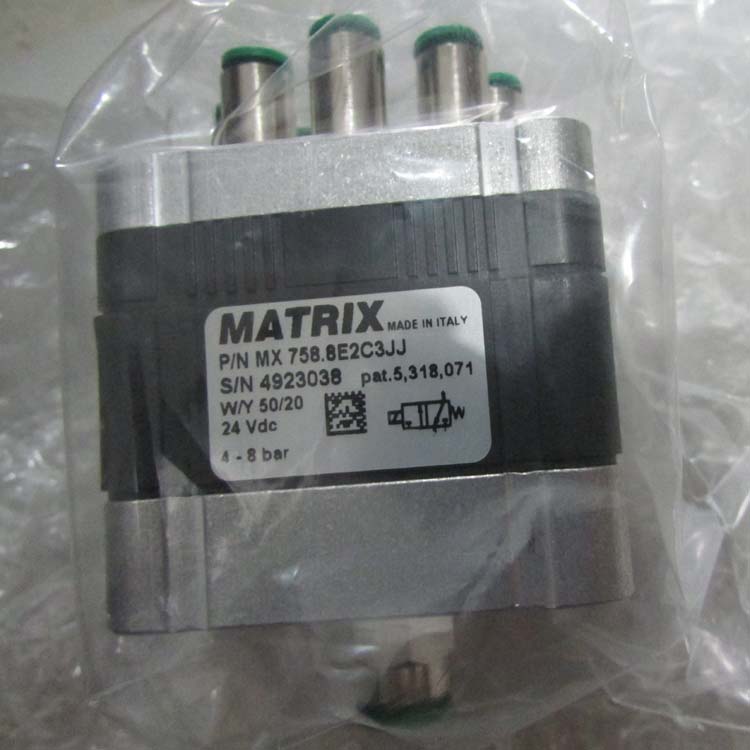 MATRIX MADE IN ITALY
P/N MX 758.8E2C3JJ
S/N 4923038 pat.5,318,071
W/Y 50/20
24 Vdc
4 - 8 bar